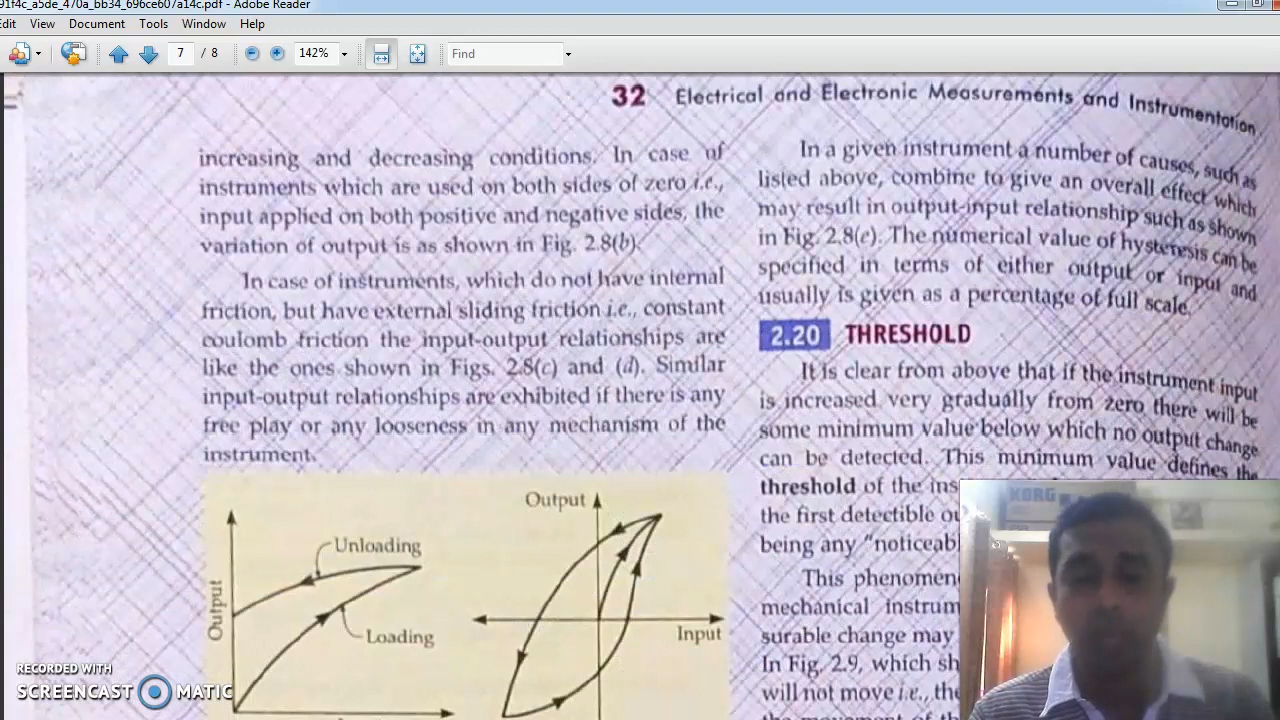 91f4c_a5de_470a_bb34_696ce607a14c.pdf - Adobe Reader
Edit View Document Tools Window Help
7 / 8 142% Find
32 Electrical and Electronic Measurements and Instrumentation
increasing and decreasing conditions. In case of
instruments which are used on both sides of zero i.e.,
input applied on both positive and negative sides, the
variation of output is as shown in Fig. 2.8(b).
In case of instruments, which do not have internal
friction, but have external sliding friction i.e., constant
coulomb friction the input-output relationships are
like the ones shown in Figs. 2.8(c) and (d). Similar
input-output relationships are exhibited if there is any
free play or any looseness in any mechanism of the
instrument.
Output
Unloading
Loading
Output
Input
In a given instrument a number of causes, such as
listed above, combine to give an overall effect which
may result in output-input relationship such as shown
in Fig. 2.8(e). The numerical value of hysteresis can be
specified in terms of either output or input and
usually is given as a percentage of full scale.
2.20 THRESHOLD
It is clear from above that if the instrument input
is increased very gradually from zero there will be
some minimum value below which no output change
can be detected. This minimum value defines the
threshold of the ins
the first detectible ou
being any "noticeabl
This phenomen
mechanical instrum
surable change may
In Fig. 2.9, which sh
will not move i.e., the
KORG
RECORDED WITH
SCREENCAST MATIC